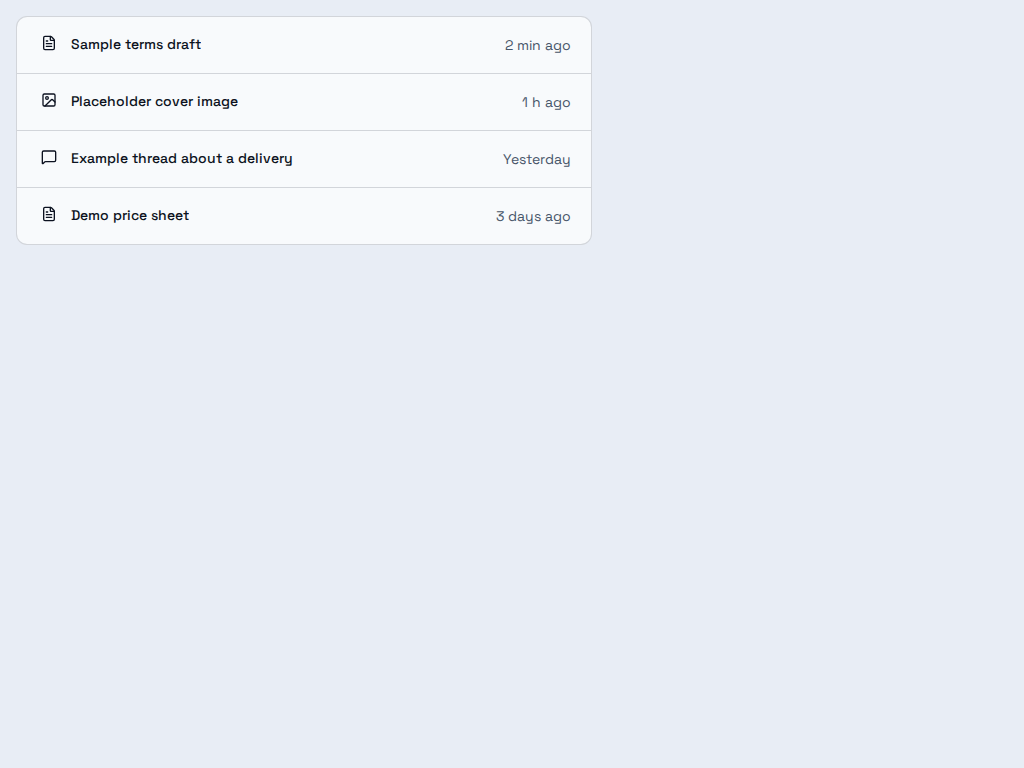 Sample terms draft
2 min ago
Placeholder cover image
1 h ago
Example thread about a delivery
Yesterday
Demo price sheet
3 days ago